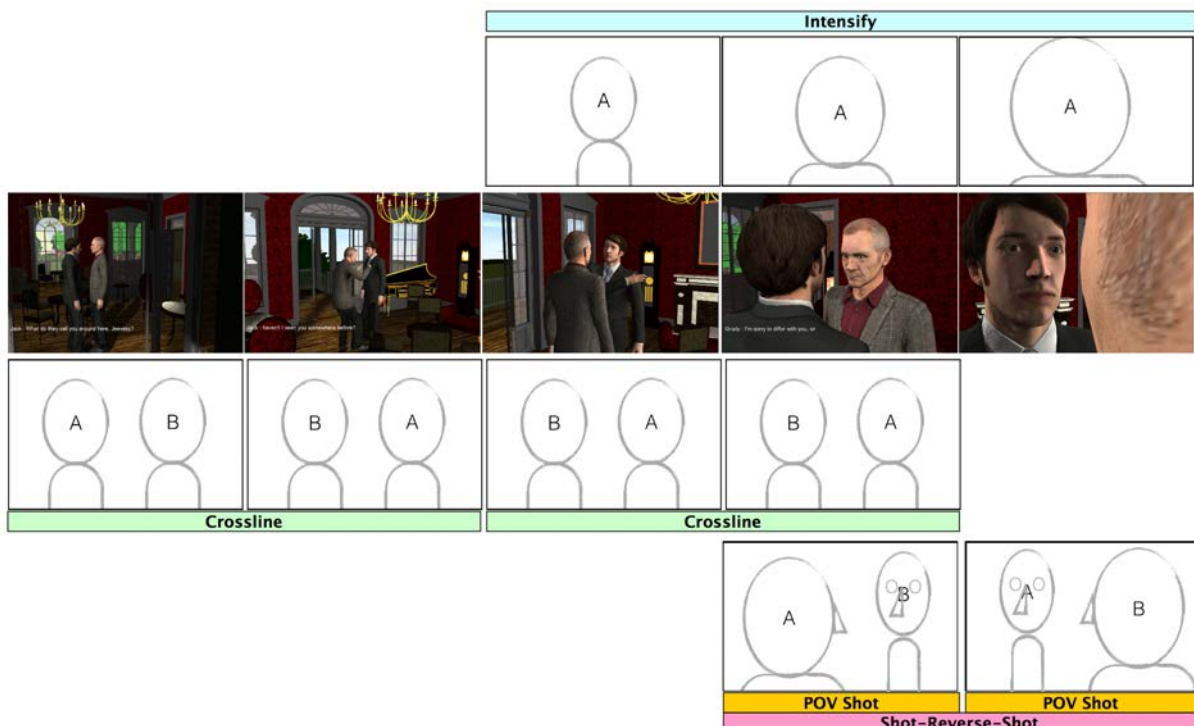 Intensify
A
A
A
Jack : What do they call you around here, Jeevesy?
Jack : haven't I seen you somewhere before?
Grady : I'm sorry to differ with you, sir
A B
B A
B A
B A
Crossline
Crossline
A B
A B
POV Shot
POV Shot
Shot-Reverse-Shot